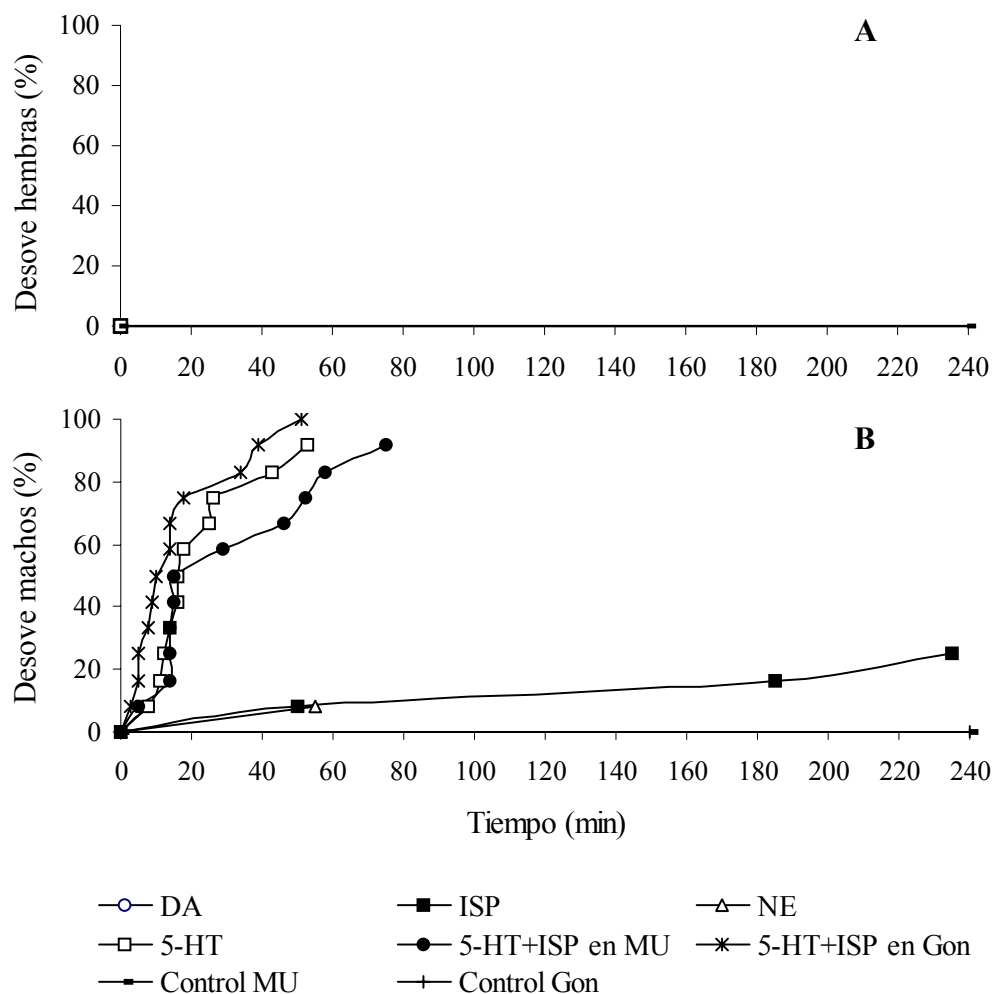 A
Desove hembras (%)
100
80
60
40
20
0
0 20 40 60 80 100 120 140 160 180 200 220 240
B
Desove machos (%)
100
80
60
40
20
0
0 20 40 60 80 100 120 140 160 180 200 220 240
Tiempo (min)
DA ISP NE
5-HT 5-HT+ISP en MU 5-HT+ISP en Gon
Control MU Control Gon